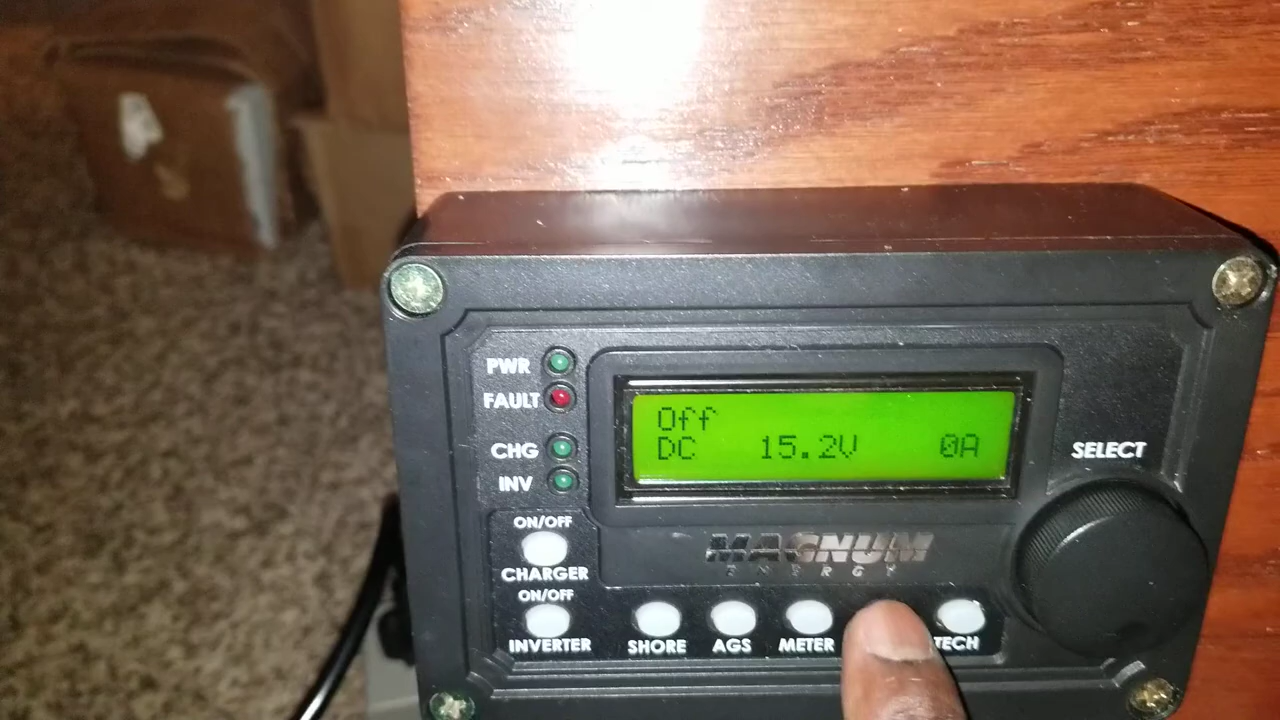 PWR
FAULT
CHG
INV
Off
DC 15.2V 0A
SELECT
MAGNUM
ENERGY
ON/OFF
CHARGER
ON/OFF
INVERTER
SHORE
AGS
METER
TECH